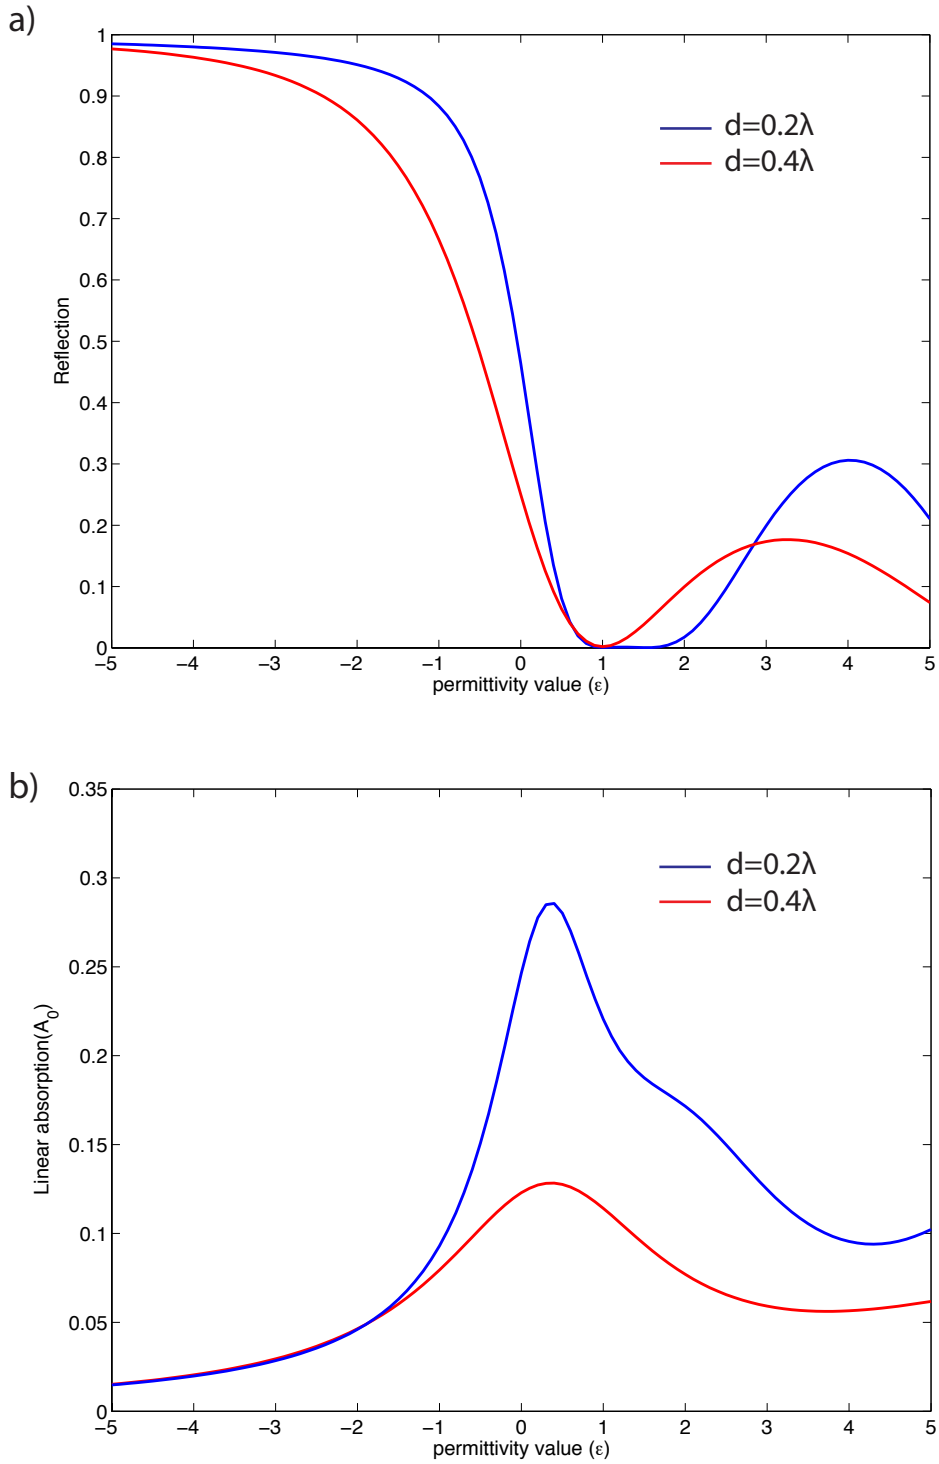 a)
1
0.9
0.8
0.7
0.6
0.5
0.4
0.3
0.2
0.1
0
Reflection
d=0.2λ
d=0.4λ
−5 −4 −3 −2 −1 0 1 2 3 4 5
permittivity value (ε)
b)
0.35
0.3
0.25
0.2
0.15
0.1
0.05
0
Linear absorption(A_0)
d=0.2λ
d=0.4λ
−5 −4 −3 −2 −1 0 1 2 3 4 5
permittivity value (ε)